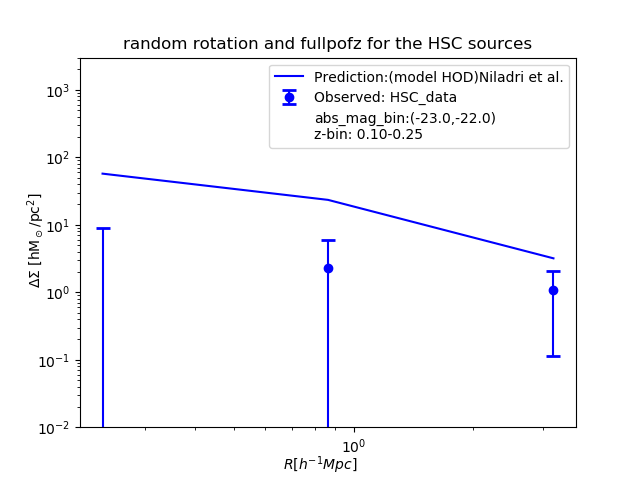 random rotation and fullpofz for the HSC sources
Prediction:(model HOD)Niladri et al.
Observed: HSC_data
abs_mag_bin:(-23.0,-22.0)
z-bin: 0.10-0.25
ΔΣ [hM⊙/pc²]
10³
10²
10¹
10⁰
10⁻¹
10⁻²
10⁰
R[h⁻¹Mpc]